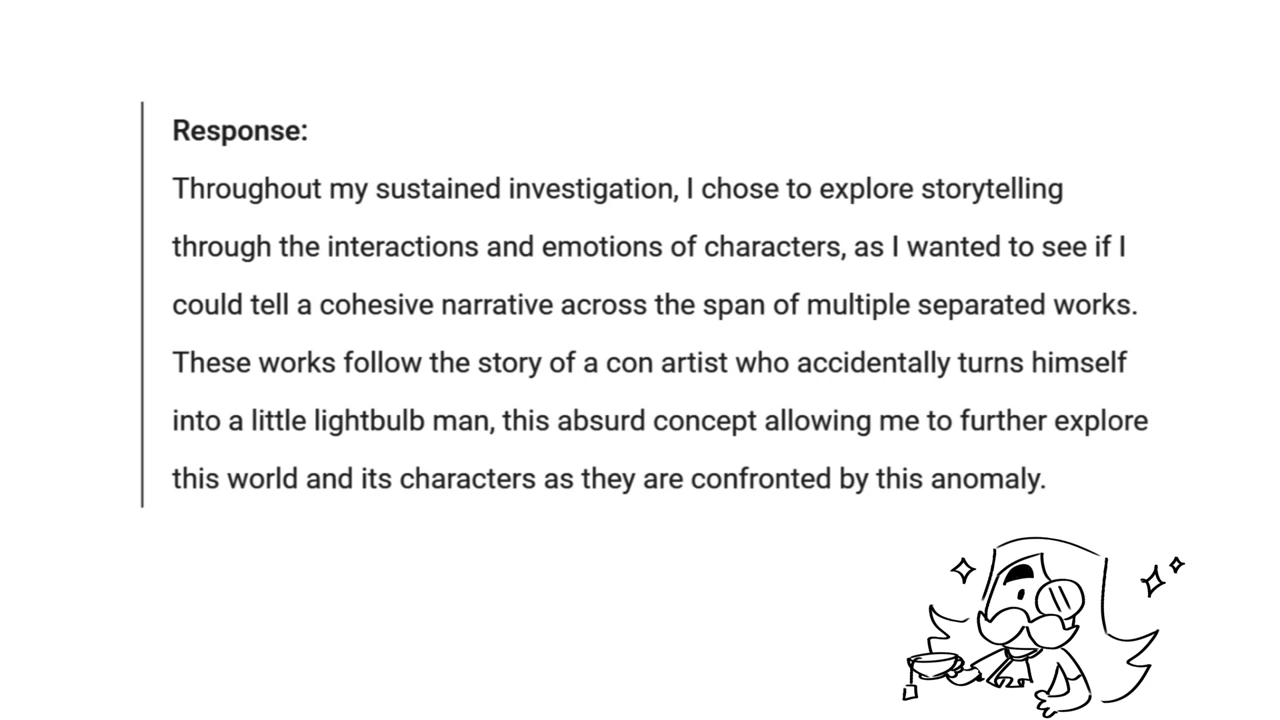 Response:
Throughout my sustained investigation, I chose to explore storytelling
through the interactions and emotions of characters, as I wanted to see if I
could tell a cohesive narrative across the span of multiple separated works.
These works follow the story of a con artist who accidentally turns himself
into a little lightbulb man, this absurd concept allowing me to further explore
this world and its characters as they are confronted by this anomaly.